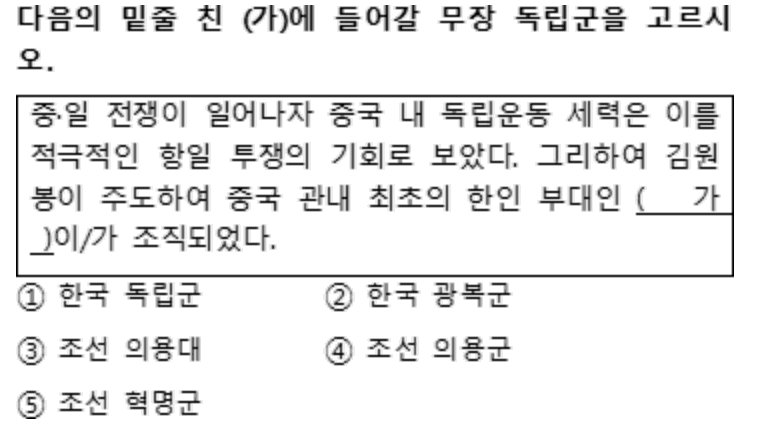 다음의 밑줄 친 (가)에 들어갈 무장 독립군을 고르시
오.
중·일 전쟁이 일어나자 중국 내 독립운동 세력은 이를
적극적인 항일 투쟁의 기회로 보았다. 그리하여 김원
봉이 주도하여 중국 관내 최초의 한인 부대인 ( 가
)이/가 조직되었다.
① 한국 독립군 ② 한국 광복군
③ 조선 의용대 ④ 조선 의용군
⑤ 조선 혁명군